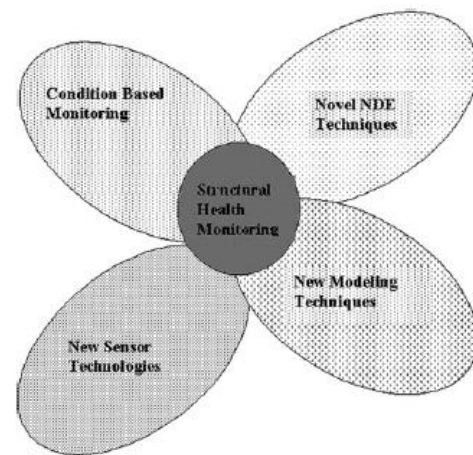 Condition Based
Monitoring
Novel NDE
Techniques
Structural
Health
Monitoring
New Modeling
Techniques
New Sensor
Technologies